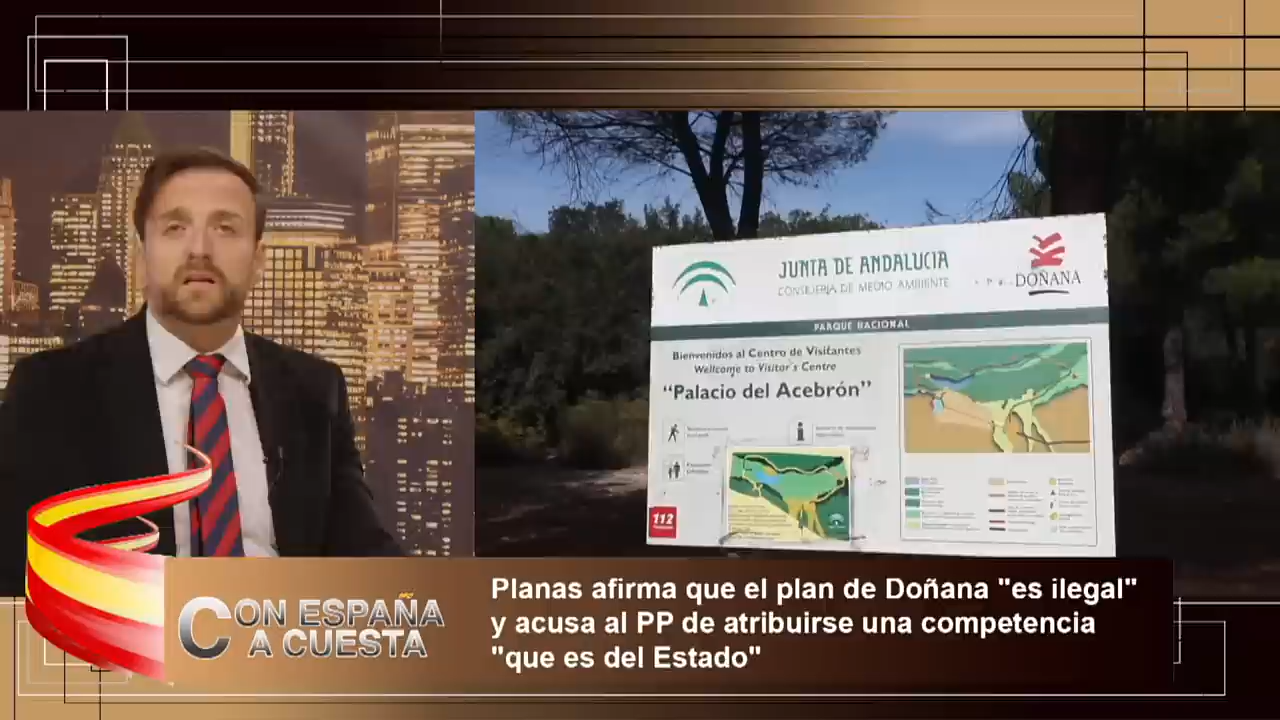 JUNTA DE ANDALUCIA
CONSEJERIA DE MEDIO AMBIENTE
DOÑANA
PARQUE NACIONAL
Bienvenidos al Centro de Visitantes
Wellcome to Visitor's Centre
"Palacio del Acebrón"
112
CON ESPAÑA
A CUESTA
Planas afirma que el plan de Doñana "es ilegal"
y acusa al PP de atribuirse una competencia
"que es del Estado"